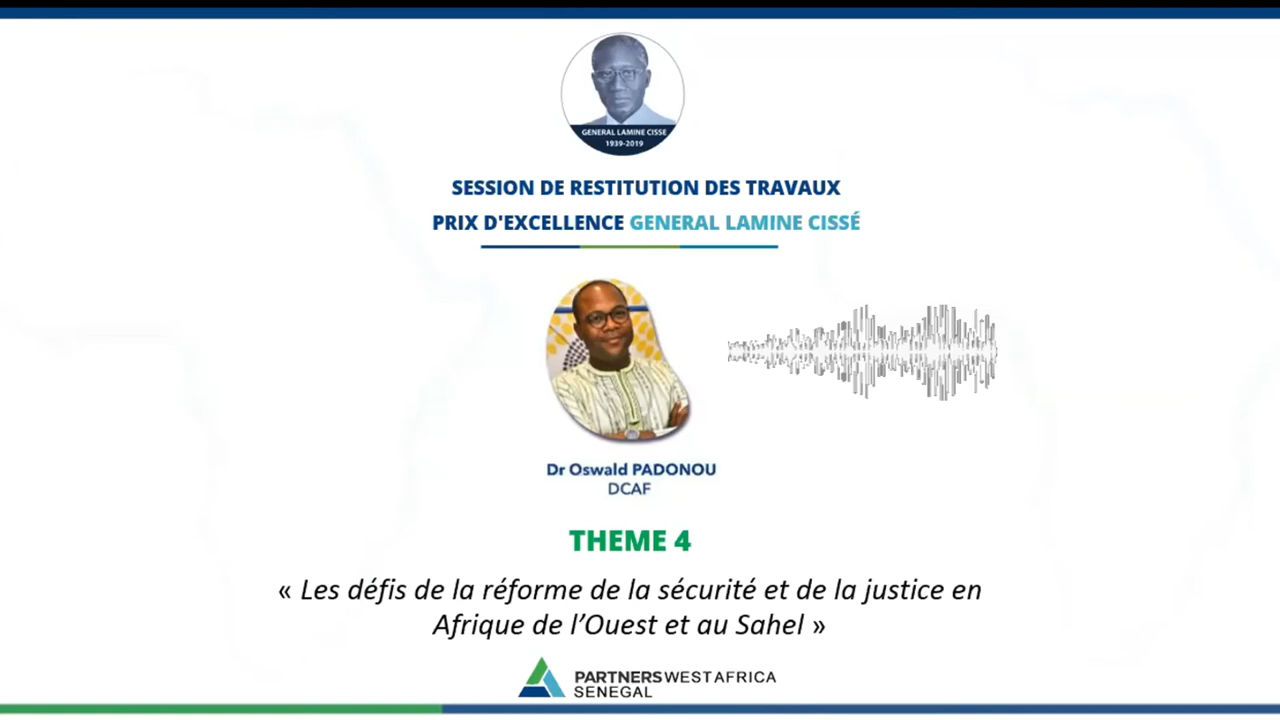 GENERAL LAMINE CISSE
1939-2019
SESSION DE RESTITUTION DES TRAVAUX
PRIX D'EXCELLENCE GENERAL LAMINE CISSÉ
Dr Oswald PADONOU
DCAF
THEME 4
« Les défis de la réforme de la sécurité et de la justice en
Afrique de l’Ouest et au Sahel »
PARTNERS WEST AFRICA
SENEGAL